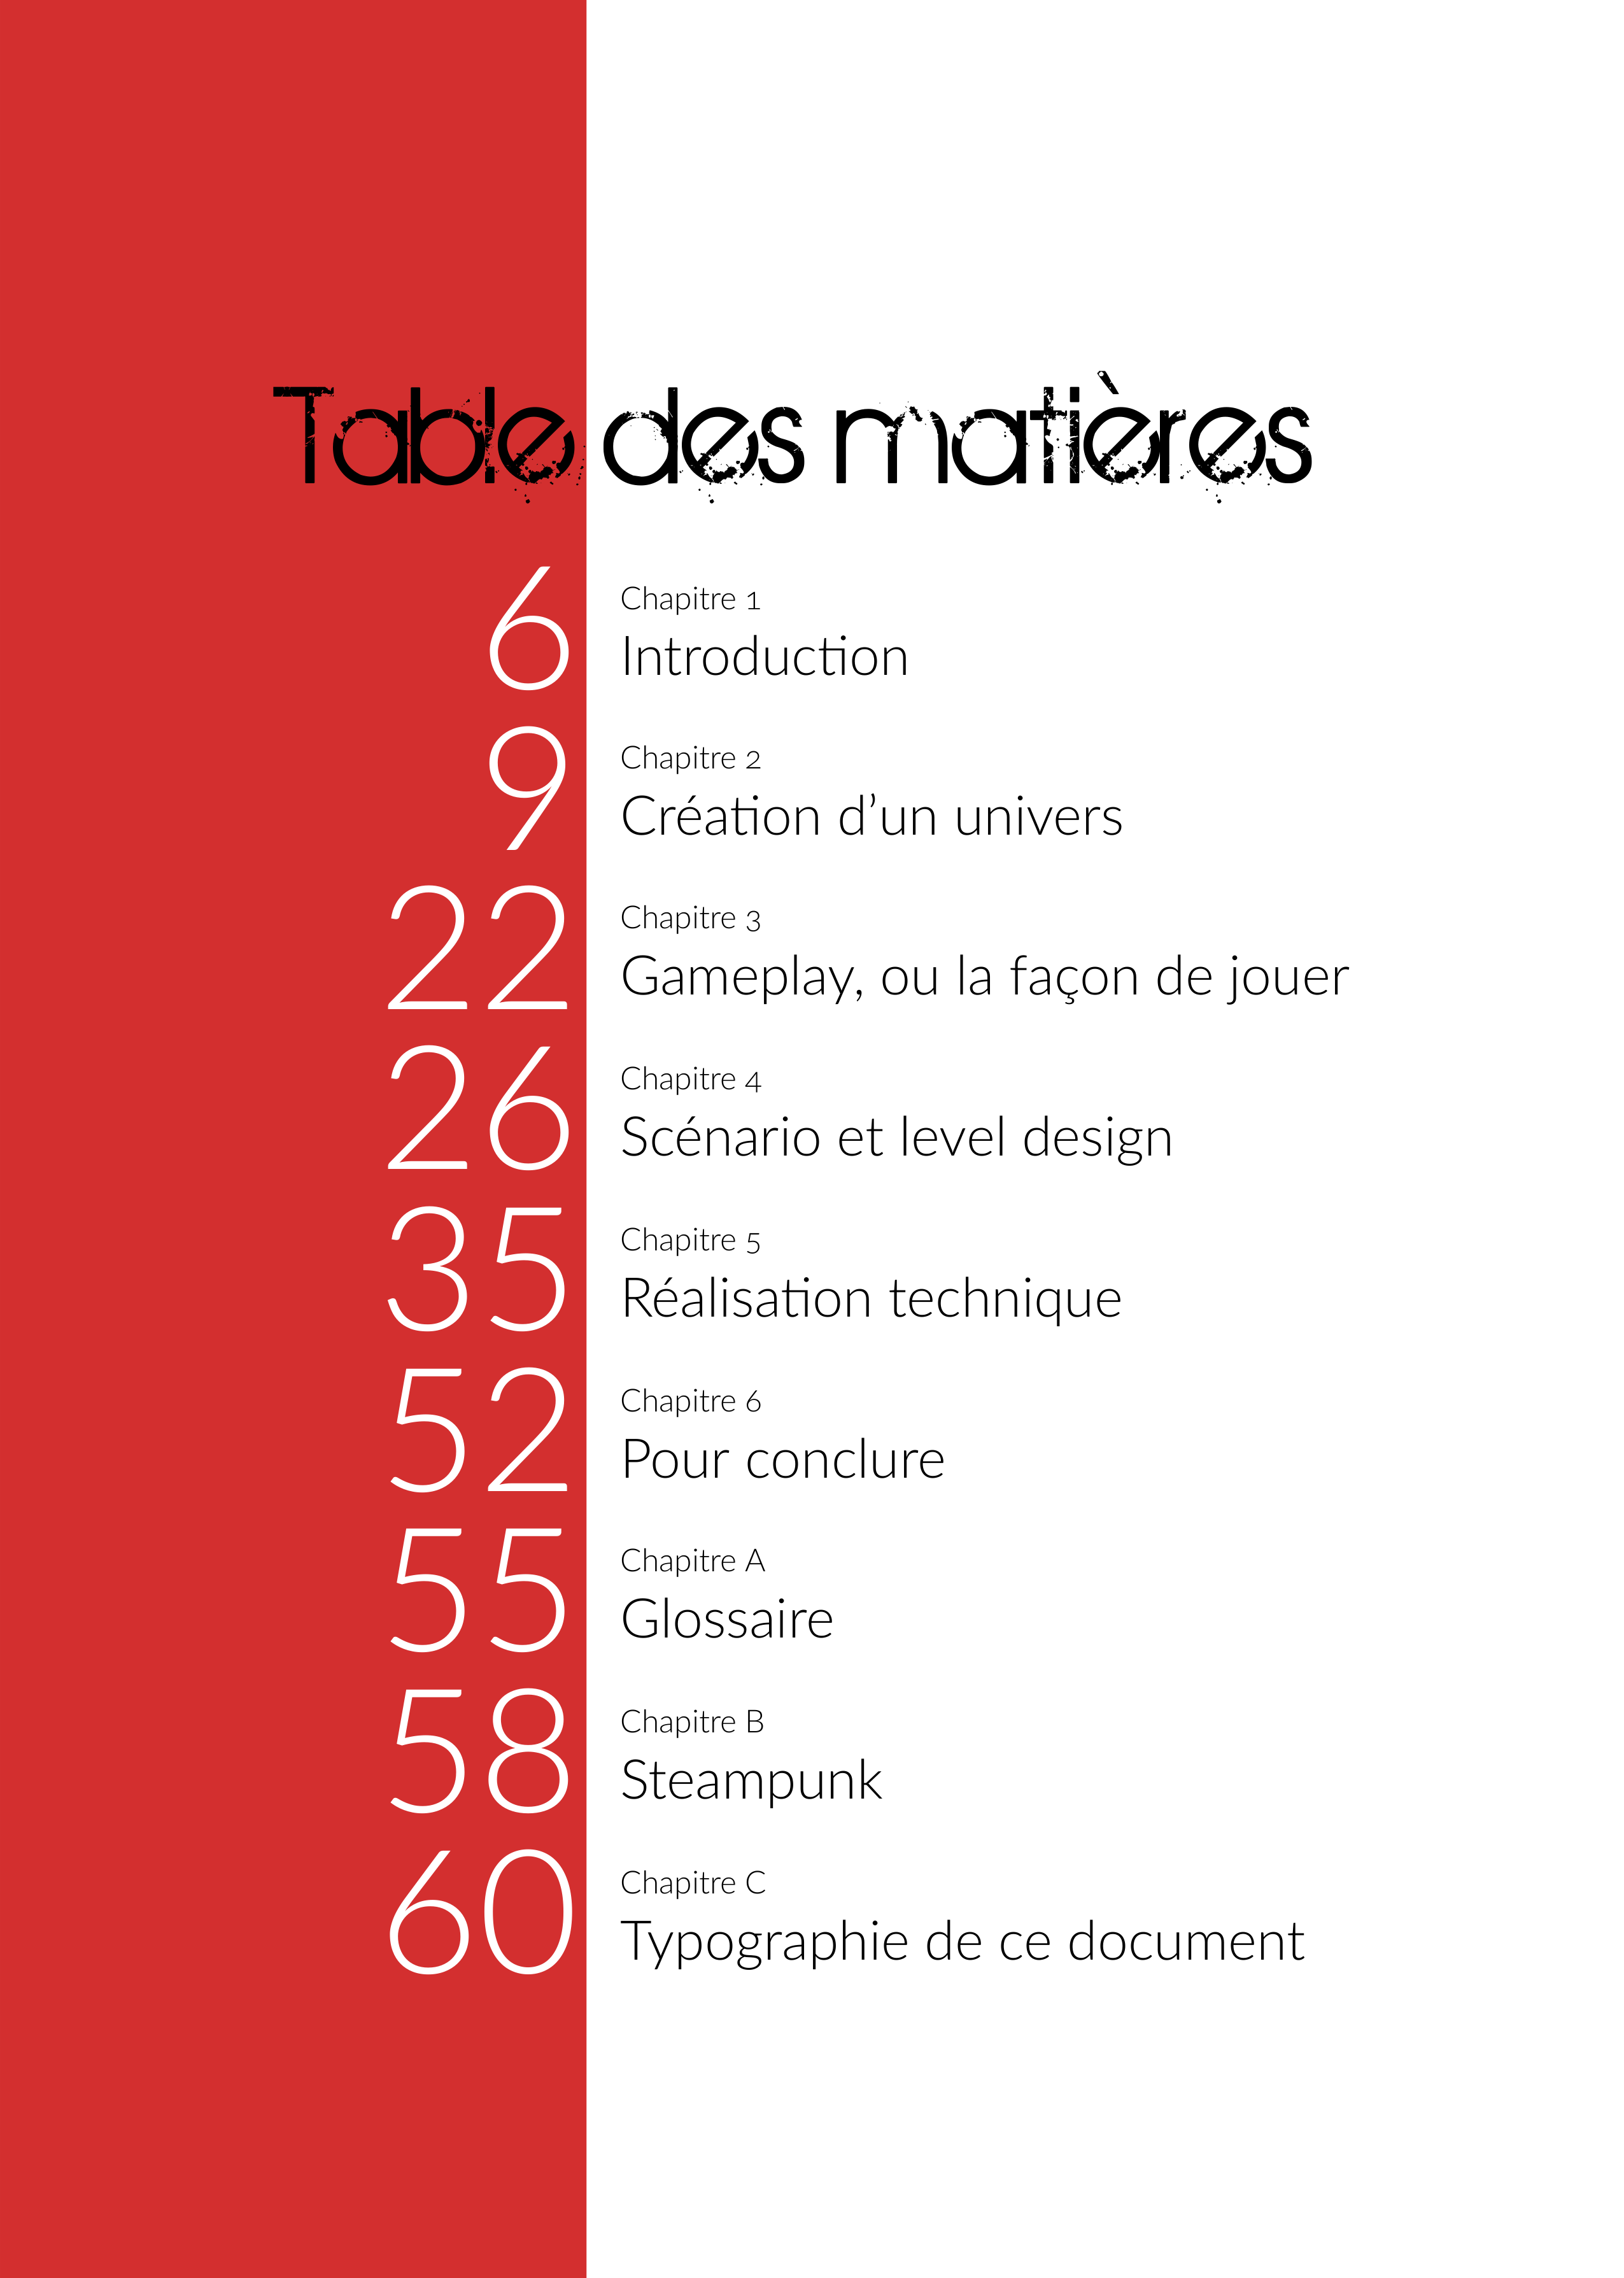 Table des matières
6
Chapitre 1
Introduction
9
Chapitre 2
Création d’un univers
22
Chapitre 3
Gameplay, ou la façon de jouer
26
Chapitre 4
Scénario et level design
35
Chapitre 5
Réalisation technique
52
Chapitre 6
Pour conclure
55
Chapitre A
Glossaire
58
Chapitre B
Steampunk
60
Chapitre C
Typographie de ce document